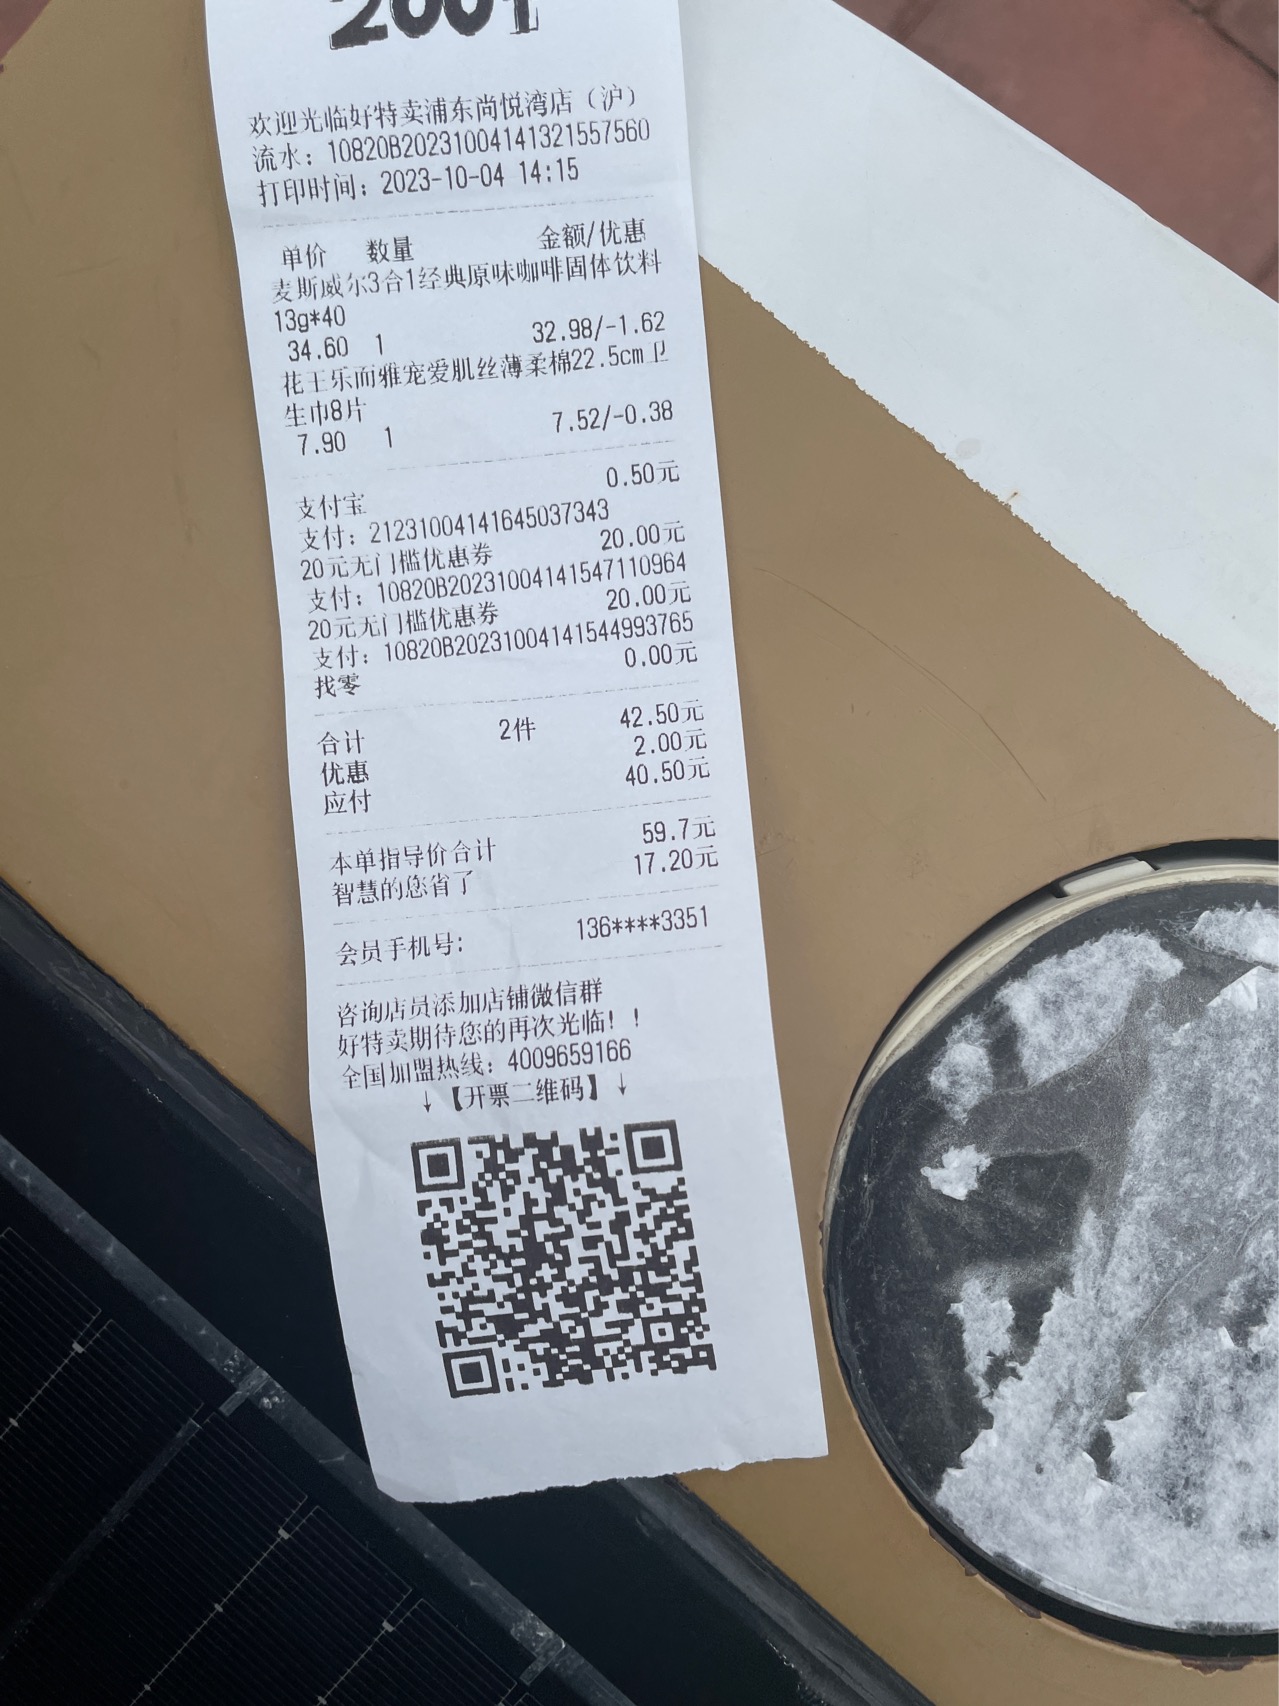 2001
欢迎光临好特卖浦东尚悦湾店（沪）
流水：10820B20231004141321557560
打印时间：2023-10-04 14:15
单价 数量 金额/优惠
麦斯威尔3合1经典原味咖啡固体饮料
13g*40
34.60 1 32.98/-1.62
花王乐而雅宠爱肌丝薄柔棉22.5cm卫
生巾8片
7.90 1 7.52/-0.38
支付宝 0.50元
支付：21231004141645037343
20元无门槛优惠券 20.00元
支付：10820B20231004141547110964
20元无门槛优惠券 20.00元
支付：10820B20231004141544993765
找零 0.00元
合计 2件 42.50元
优惠 2.00元
应付 40.50元
本单指导价合计 59.7元
智慧的您省了 17.20元
会员手机号: 136****3351
咨询店员添加店铺微信群
好特卖期待您的再次光临！！
全国加盟热线：4009659166
↓【开票二维码】↓